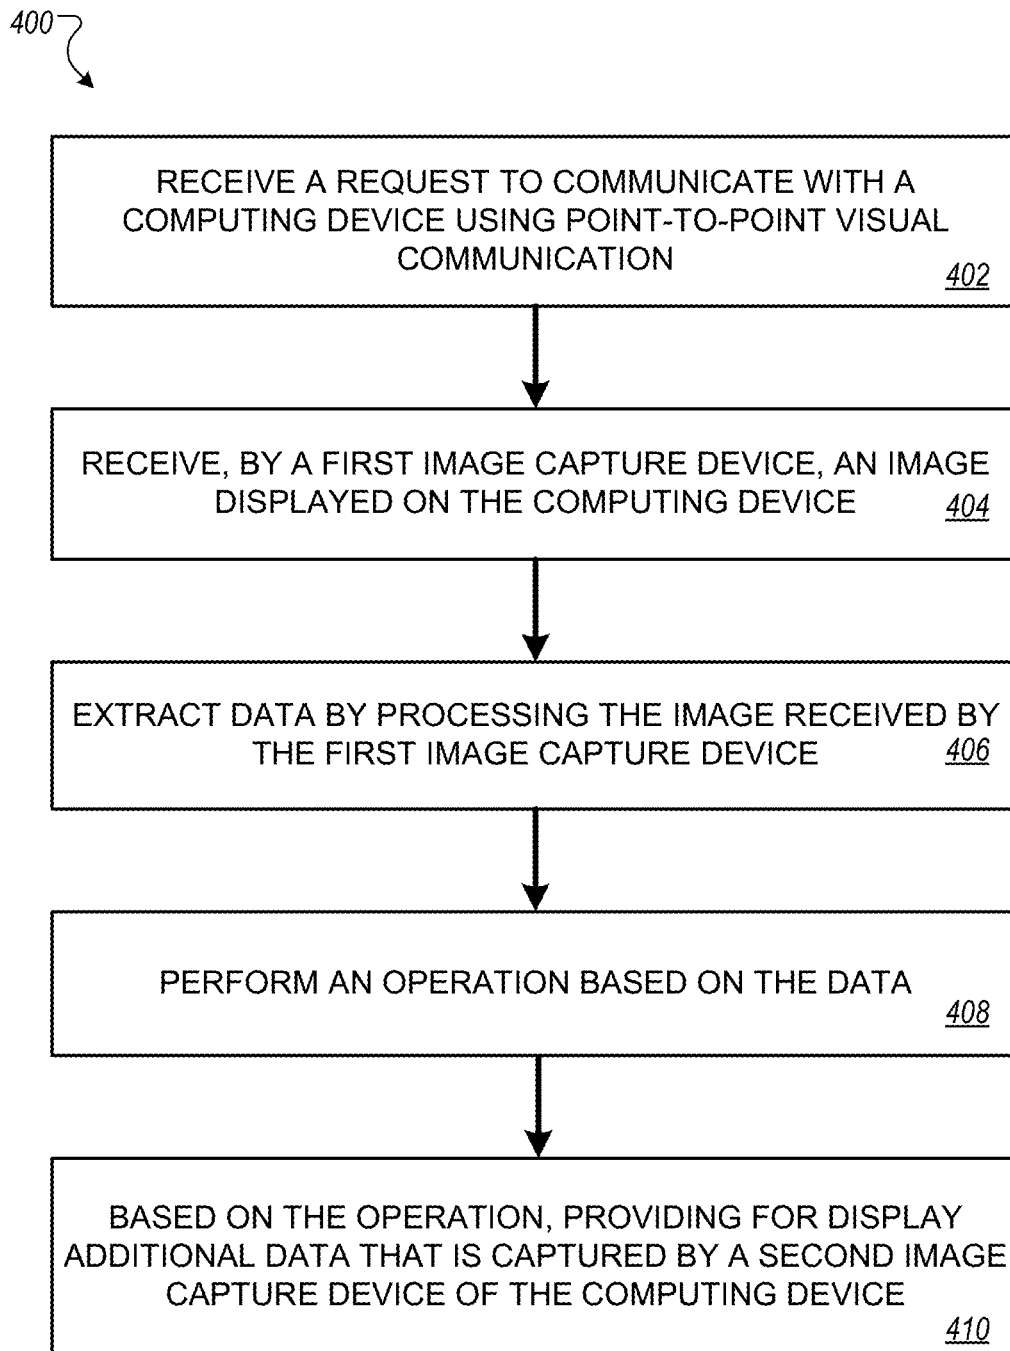 400
RECEIVE A REQUEST TO COMMUNICATE WITH A
COMPUTING DEVICE USING POINT-TO-POINT VISUAL
COMMUNICATION
402
RECEIVE, BY A FIRST IMAGE CAPTURE DEVICE, AN IMAGE
DISPLAYED ON THE COMPUTING DEVICE
404
EXTRACT DATA BY PROCESSING THE IMAGE RECEIVED BY
THE FIRST IMAGE CAPTURE DEVICE
406
PERFORM AN OPERATION BASED ON THE DATA
408
BASED ON THE OPERATION, PROVIDING FOR DISPLAY
ADDITIONAL DATA THAT IS CAPTURED BY A SECOND IMAGE
CAPTURE DEVICE OF THE COMPUTING DEVICE
410